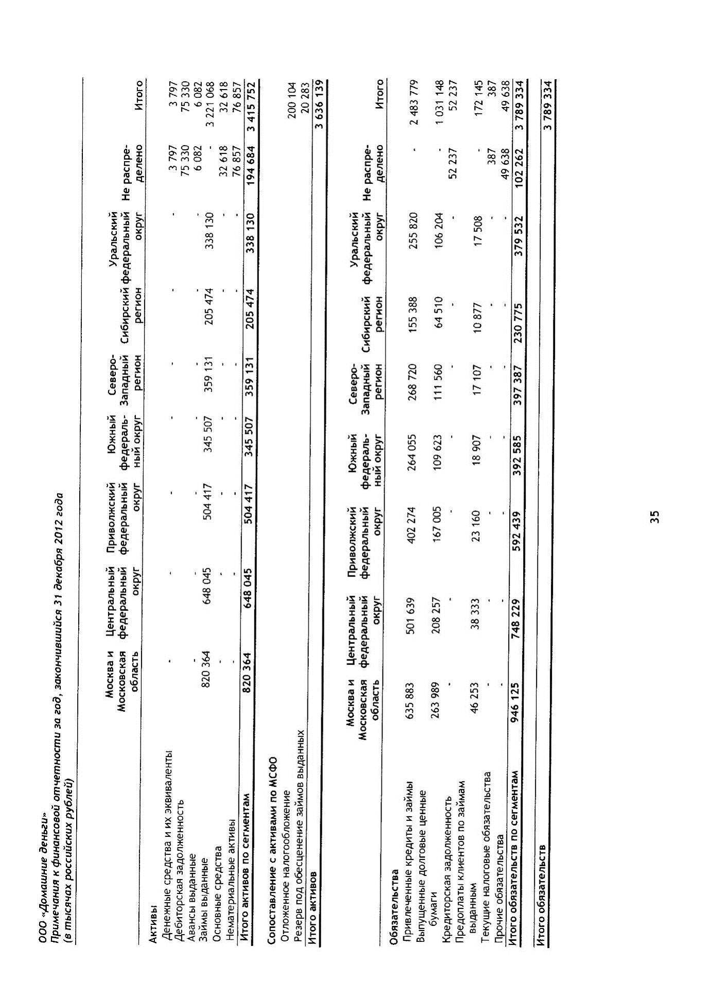 ООО «Домашние деньги»
Примечания к финансовой отчетности за год, закончившийся 31 декабря 2012 года
(в тысячах российских рублей)
Москва и Московская область Центральный федеральный округ Приволжский федеральный округ Южный федераль-ный округ Северо-Западный регион Сибирский регион Уральский федеральный округ Не распре-делено Итого
Активы
Денежные средства и их эквиваленты - - - - - - - 3 797 3 797
Дебиторская задолженность 75 330 75 330
Авансы выданные - - - - - - - 6 082 6 082
Займы выданные 820 364 648 045 504 417 345 507 359 131 205 474 338 130 - 3 221 068
Основные средства - - - - - - - 32 618 32 618
Нематериальные активы - - - - - - - 76 857 76 857
Итого активов по сегментам 820 364 648 045 504 417 345 507 359 131 205 474 338 130 194 684 3 415 752
Сопоставление с активами по МСФО
Отложенное налогообложение 200 104
Резерв под обесценение займов выданных 20 283
Итого активов 3 636 139
Москва и Московская область Центральный федеральный округ Приволжский федеральный округ Южный федераль-ный округ Северо-Западный регион Сибирский регион Уральский федеральный округ Не распре-делено Итого
Обязательства
Привлеченные кредиты и займы 635 883 501 639 402 274 264 055 268 720 155 388 255 820 - 2 483 779
Выпущенные долговые ценные
бумаги 263 989 208 257 167 005 109 623 111 560 64 510 106 204 - 1 031 148
Кредиторская задолженность - - - - - - - 52 237 52 237
Предоплаты клиентов по займам
выданным 46 253 38 333 23 160 18 907 17 107 10 877 17 508 - 172 145
Текущие налоговые обязательства - - - - - - - 387 387
Прочие обязательства - - - - - - - 49 638 49 638
Итого обязательств по сегментам 946 125 748 229 592 439 392 585 397 387 230 775 379 532 102 262 3 789 334
Итого обязательств 3 789 334
35